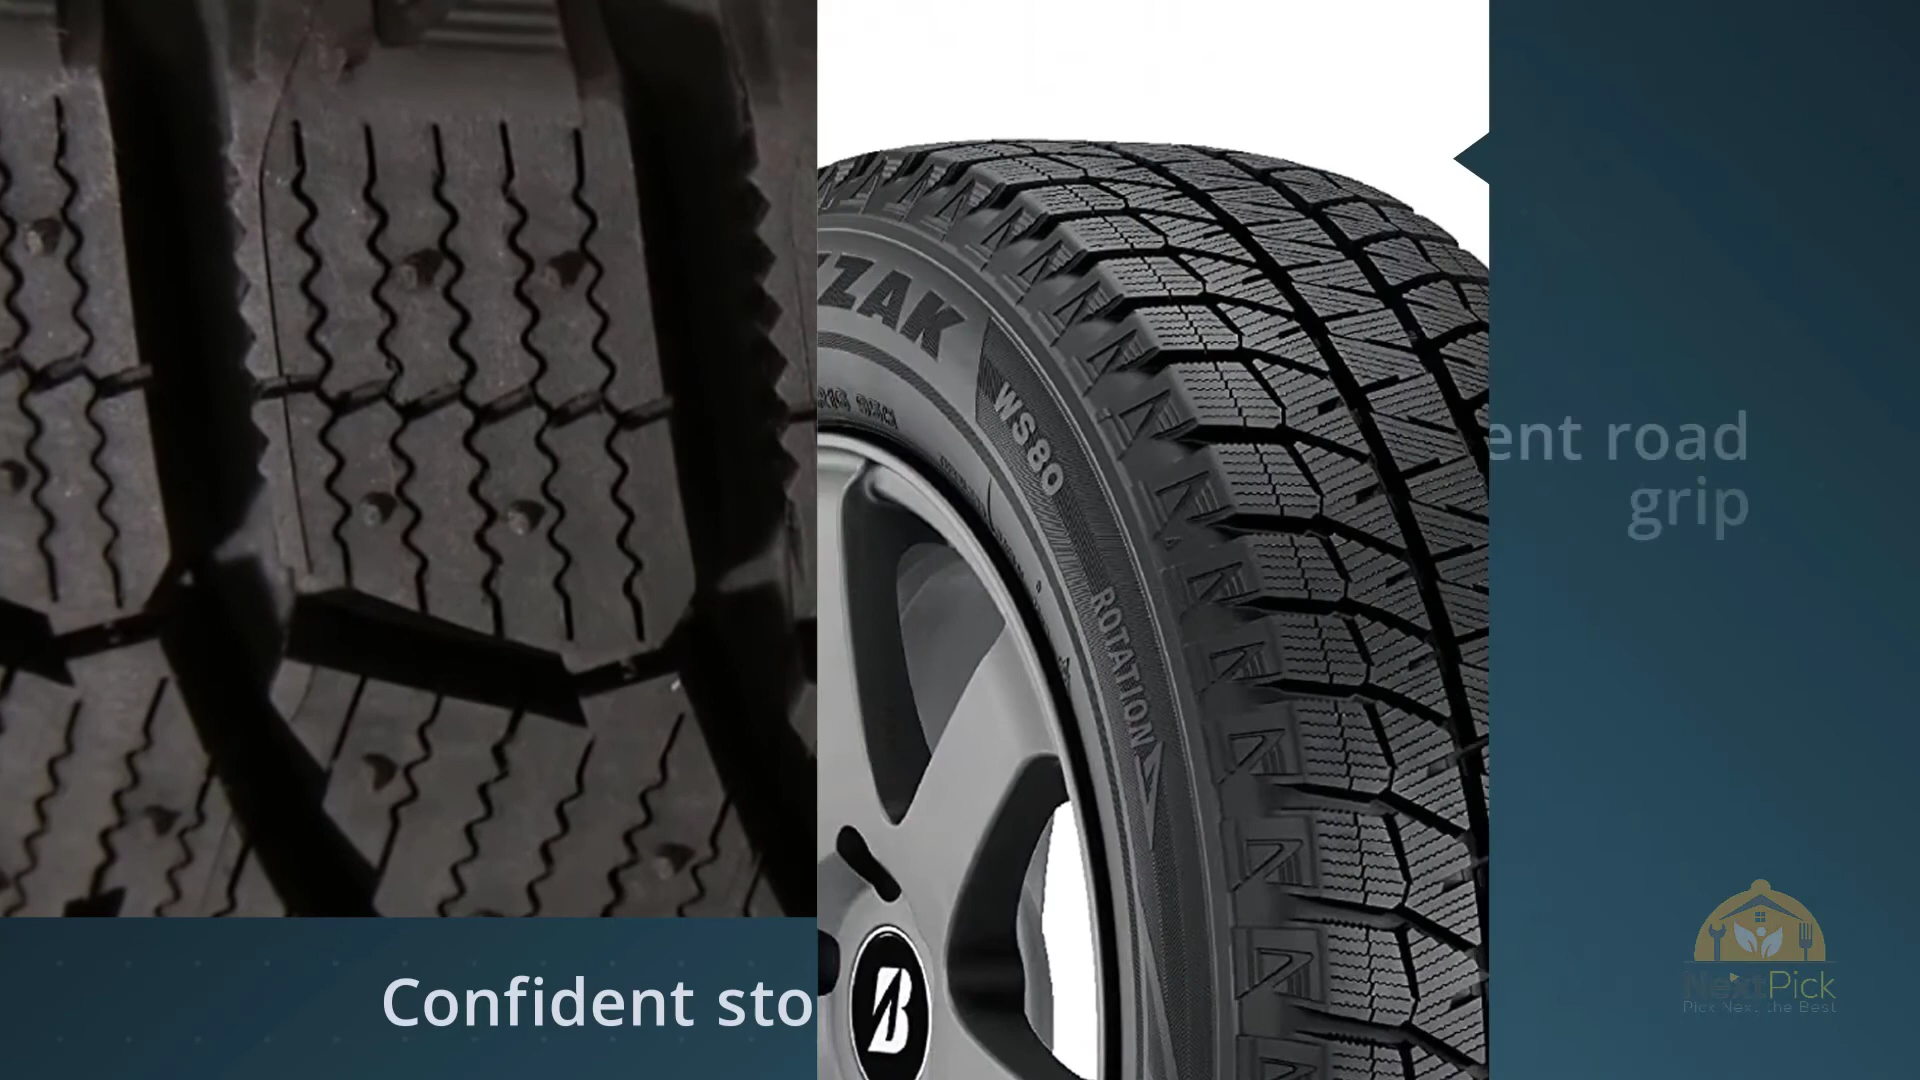 ZAK
WS80
ROTATION
ent road
grip
Confident sto
B
NextPick
Pick Next the Best